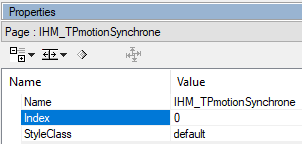 Properties
Page : IHM_TPmotionSynchrone
Name Value
Name IHM_TPmotionSynchrone
Index 0
StyleClass default